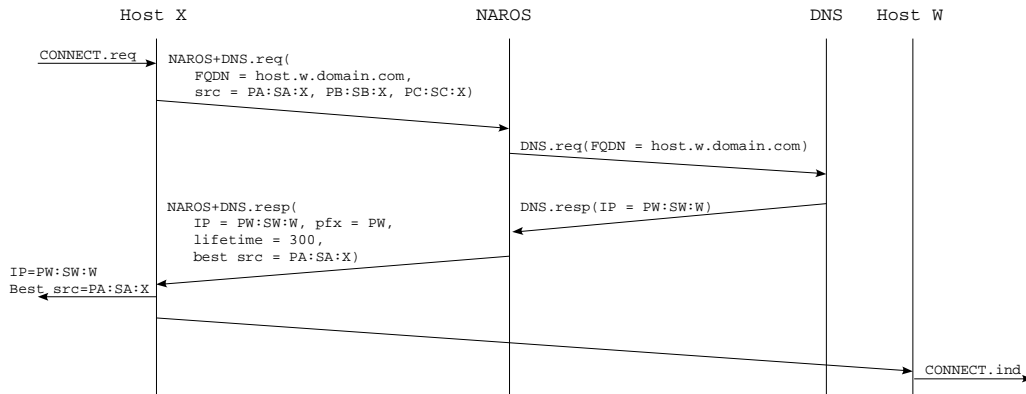 Host X NAROS DNS Host W
CONNECT.req
NAROS+DNS.req(
FQDN = host.w.domain.com,
src = PA:SA:X, PB:SB:X, PC:SC:X)
DNS.req(FQDN = host.w.domain.com)
NAROS+DNS.resp(
IP = PW:SW:W, pfx = PW,
lifetime = 300,
best src = PA:SA:X)
DNS.resp(IP = PW:SW:W)
IP=PW:SW:W
Best src=PA:SA:X
CONNECT.ind